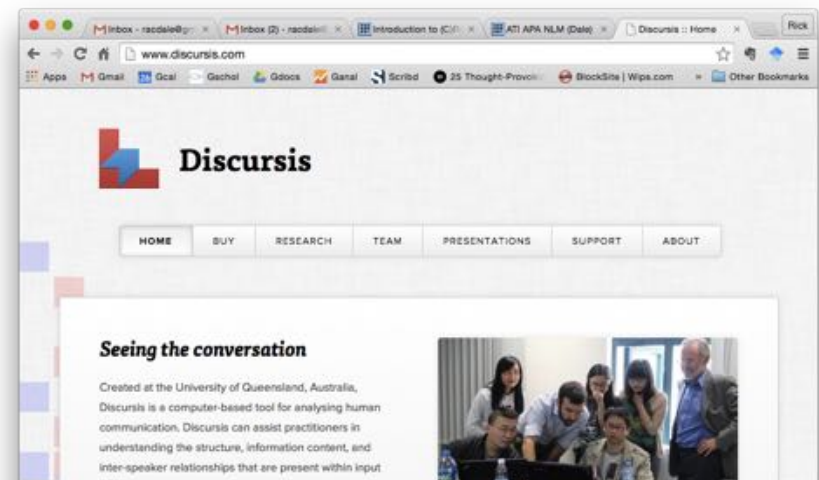 Inbox - racdale@g
Inbox (2) - racdale
Introduction to
ATI APA NLM (Dale)
Discursis :: Home
Rick
www.discursis.com
Apps
Gmail
Gcal
Gschol
Gdocs
Ganal
Scribd
25 Thought-Provoki
BlockSite | Wips.com
»
Other Bookmarks
Discursis
HOME
BUY
RESEARCH
TEAM
PRESENTATIONS
SUPPORT
ABOUT
Seeing the conversation
Created at the University of Queensland, Australia,
Discursis is a computer-based tool for analysing human
communication. Discursis can assist practitioners in
understanding the structure, information content, and
inter-speaker relationships that are present within input